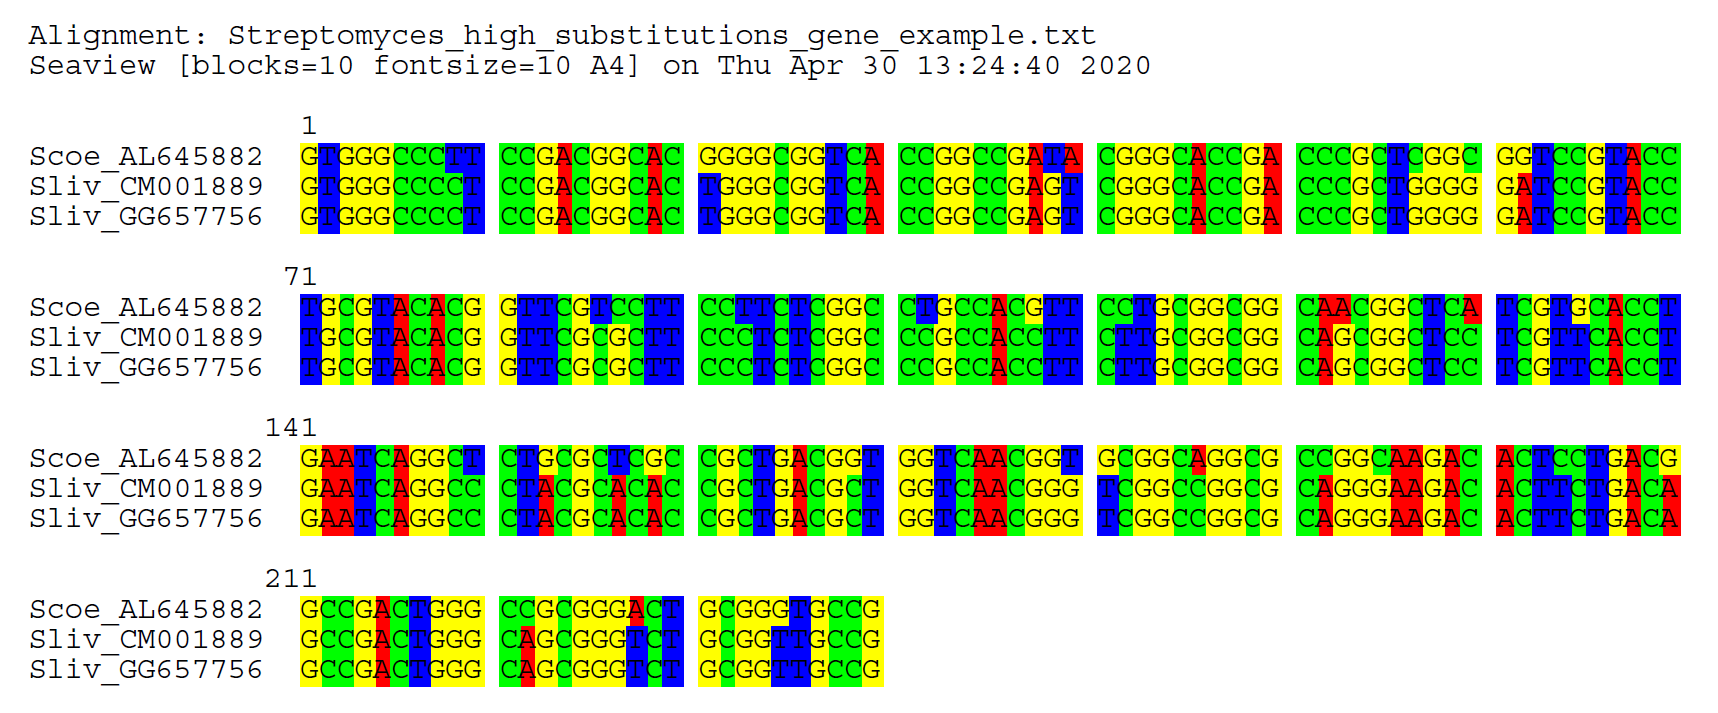 Alignment: Streptomyces_high_substitutions_gene_example.txt
Seaview [blocks=10 fontsize=10 A4] on Thu Apr 30 13:24:40 2020
1
Scoe_AL645882 GTGGGCCCTT CCGACGGCAC GGGGCGGTCA CCGGCCGATA CGGGCACCGA CCCGCTCGGC GGTCCGTACC
Sliv_CM001889 GTGGGCCCCT CCGACGGCAC TGGGCGGTCA CCGGCCGAGT CGGGCACCGA CCCGCTGGGG GATCCGTACC
Sliv_GG657756 GTGGGCCCCT CCGACGGCAC TGGGCGGTCA CCGGCCGAGT CGGGCACCGA CCCGCTGGGG GATCCGTACC
71
Scoe_AL645882 TGCGTACACG GTTCGTCCTT CCTTCTCGGC CTGCCACGTT CCTGCGGCGG CAACGGCTCA TCGTGCACCT
Sliv_CM001889 TGCGTACACG GTTCGCGCTT CCCTCTCGGC CCGCCACCTT CTTGCGGCGG CAGCGGCTCC TCGTTCACCT
Sliv_GG657756 TGCGTACACG GTTCGCGCTT CCCTCTCGGC CCGCCACCTT CTTGCGGCGG CAGCGGCTCC TCGTTCACCT
141
Scoe_AL645882 GAATCAGGCT CTGCGCTCGC CGCTGACGGT GGTCAACGGT GCGGCAGGCG CCGGCAAGAC ACTCCTGACG
Sliv_CM001889 GAATCAGGCC CTACGCACAC CGCTGACGCT GGTCAACGGG TCGGCCGGCG CAGGGAAGAC ACTTCTGACA
Sliv_GG657756 GAATCAGGCC CTACGCACAC CGCTGACGCT GGTCAACGGG TCGGCCGGCG CAGGGAAGAC ACTTCTGACA
211
Scoe_AL645882 GCCGACTGGG CCGCGGGACT GCGGGTGCCG
Sliv_CM001889 GCCGACTGGG CAGCGGGTCT GCGGTTGCCG
Sliv_GG657756 GCCGACTGGG CAGCGGGTCT GCGGTTGCCG